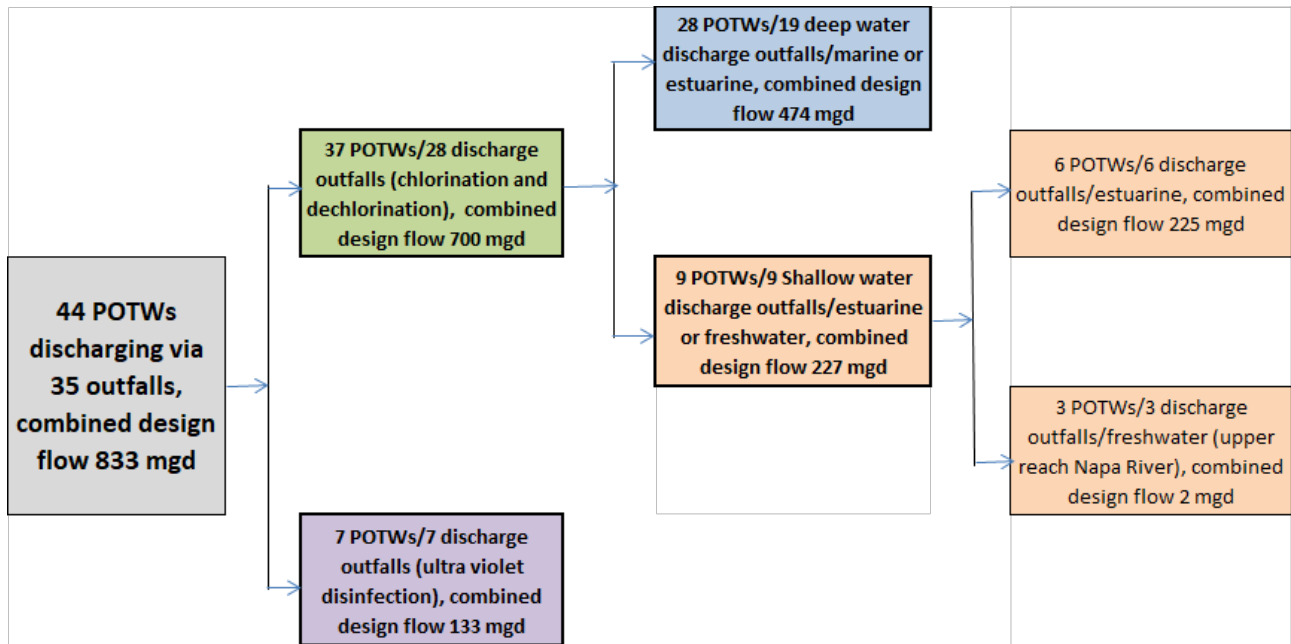 44 POTWs
discharging via
35 outfalls,
combined design
flow 833 mgd
37 POTWs/28 discharge
outfalls (chlorination and
dechlorination), combined
design flow 700 mgd
7 POTWs/7 discharge
outfalls (ultra violet
disinfection), combined
design flow 133 mgd
28 POTWs/19 deep water
discharge outfalls/marine or
estuarine, combined design
flow 474 mgd
9 POTWs/9 Shallow water
discharge outfalls/estuarine
or freshwater, combined
design flow 227 mgd
6 POTWs/6 discharge
outfalls/estuarine, combined
design flow 225 mgd
3 POTWs/3 discharge
outfalls/freshwater (upper
reach Napa River), combined
design flow 2 mgd